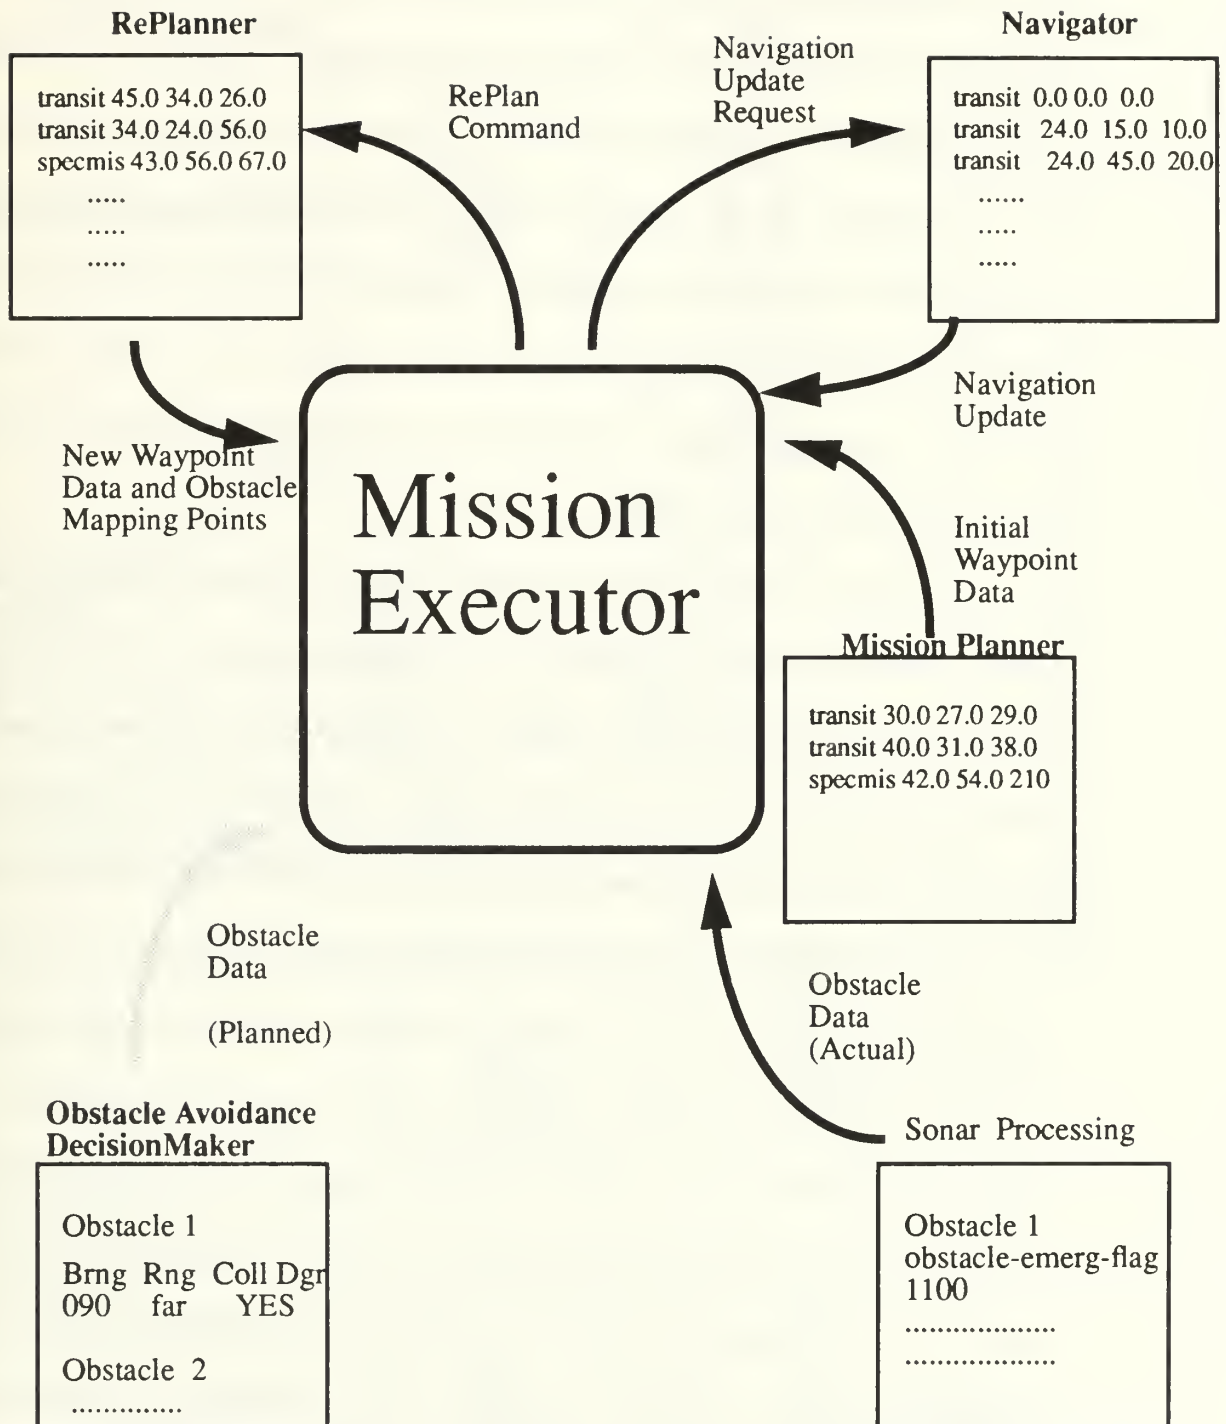 RePlanner
transit 45.0 34.0 26.0
transit 34.0 24.0 56.0
specmis 43.0 56.0 67.0
.....
.....
.....
RePlan
Command
Navigation
Update
Request
Navigator
transit 0.0 0.0 0.0
transit 24.0 15.0 10.0
transit 24.0 45.0 20.0
......
.....
.....
New Waypoint
Data and Obstacle
Mapping Points
Mission
Executor
Navigation
Update
Initial
Waypoint
Data
Mission Planner
transit 30.0 27.0 29.0
transit 40.0 31.0 38.0
specmis 42.0 54.0 210
Obstacle
Data
(Planned)
Obstacle
Data
(Actual)
Obstacle Avoidance
DecisionMaker
Obstacle 1
Brng Rng Coll Dgr
090 far YES
Obstacle 2
..............
Sonar Processing
Obstacle 1
obstacle-emerg-flag
1100
...................
...................